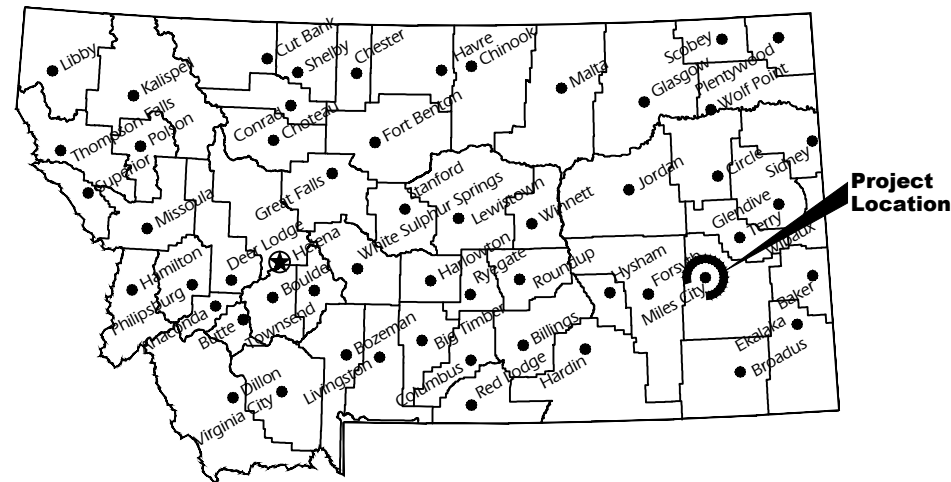 Cut Bank
Shelby
Chester
Havre
Chinook
Scobey
Plentywood
Libby
Kalispell
Malta
Glasgow
Wolf Point
Conrad
Choteau
Fort Benton
Thompson Falls
Polson
Superior
Sidney
Circle
Jordan
Great Falls
Stanford
Lewistown
Winnett
Missoula
Glendive
Terry
Wibaux
Project
Location
Deer Lodge
Helena
White Sulphur Springs
Harlowton
Ryegate
Roundup
Hysham
Forsyth
Miles City
Baker
Hamilton
Philipsburg
Anaconda
Butte
Boulder
Townsend
Ekalaka
Broadus
Bozeman
Livingston
Big Timber
Columbus
Billings
Red Lodge
Hardin
Dillon
Virginia City